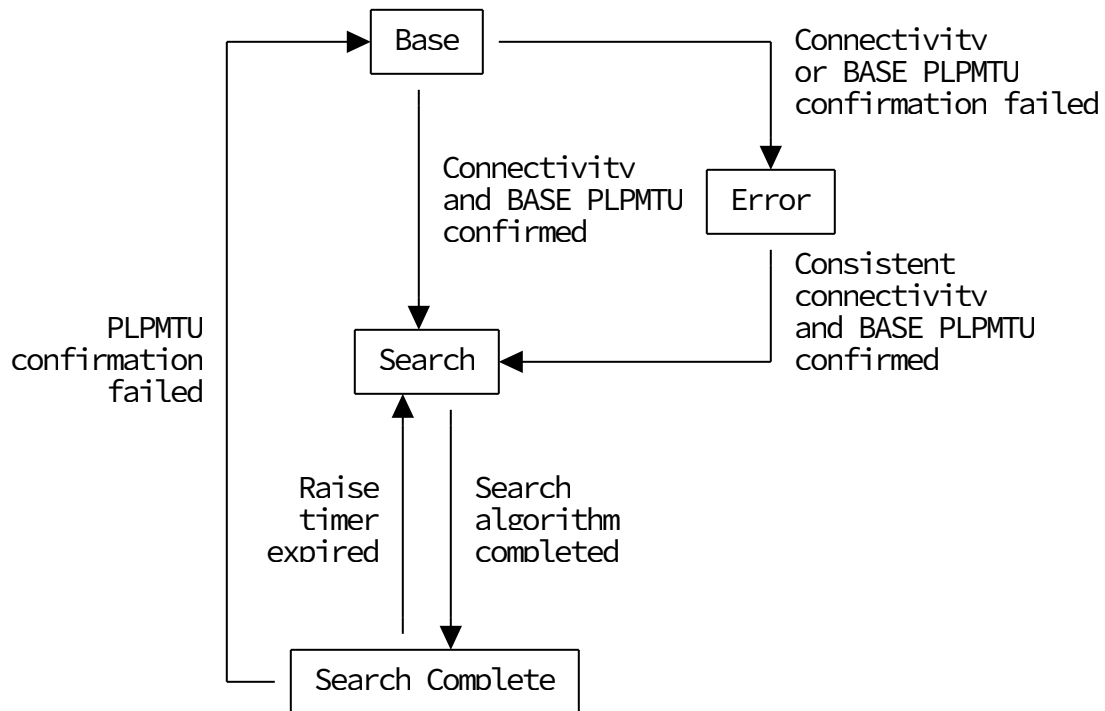 Base
Connectivity
or BASE PLPMTU
confirmation failed
Connectivity
and BASE PLPMTU
confirmed
Error
Consistent
connectivity
and BASE PLPMTU
confirmed
PLPMTU
confirmation
failed
Search
Raise
timer
expired
Search
algorithm
completed
Search Complete